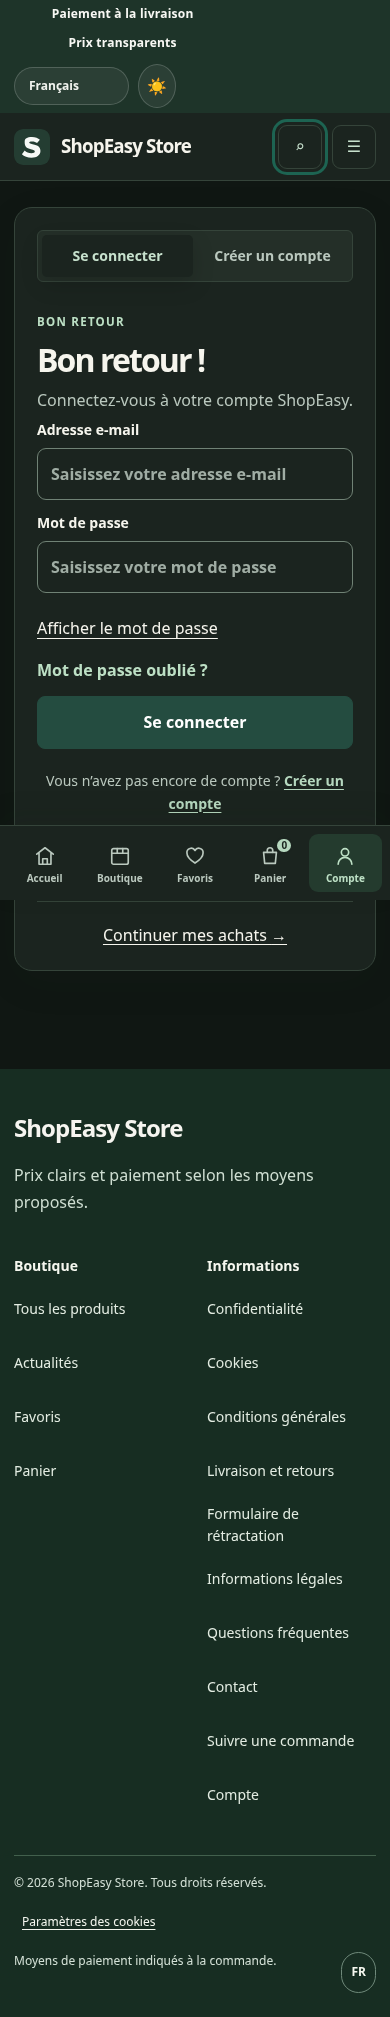 Paiement à la livraison
Prix transparents
Français
S ShopEasy Store
Se connecter Créer un compte
BON RETOUR
Bon retour !
Connectez-vous à votre compte ShopEasy.
Adresse e-mail
Saisissez votre adresse e-mail
Mot de passe
Saisissez votre mot de passe
Afficher le mot de passe
Mot de passe oublié ?
Se connecter
Vous n’avez pas encore de compte ? Créer un
compte
0
Accueil Boutique Favoris Panier Compte
Continuer mes achats →
ShopEasy Store
Prix clairs et paiement selon les moyens
proposés.
Boutique
Tous les produits
Actualités
Favoris
Panier
Informations
Confidentialité
Cookies
Conditions générales
Livraison et retours
Formulaire de
rétractation
Informations légales
Questions fréquentes
Contact
Suivre une commande
Compte
© 2026 ShopEasy Store. Tous droits réservés.
Paramètres des cookies
Moyens de paiement indiqués à la commande.
FR